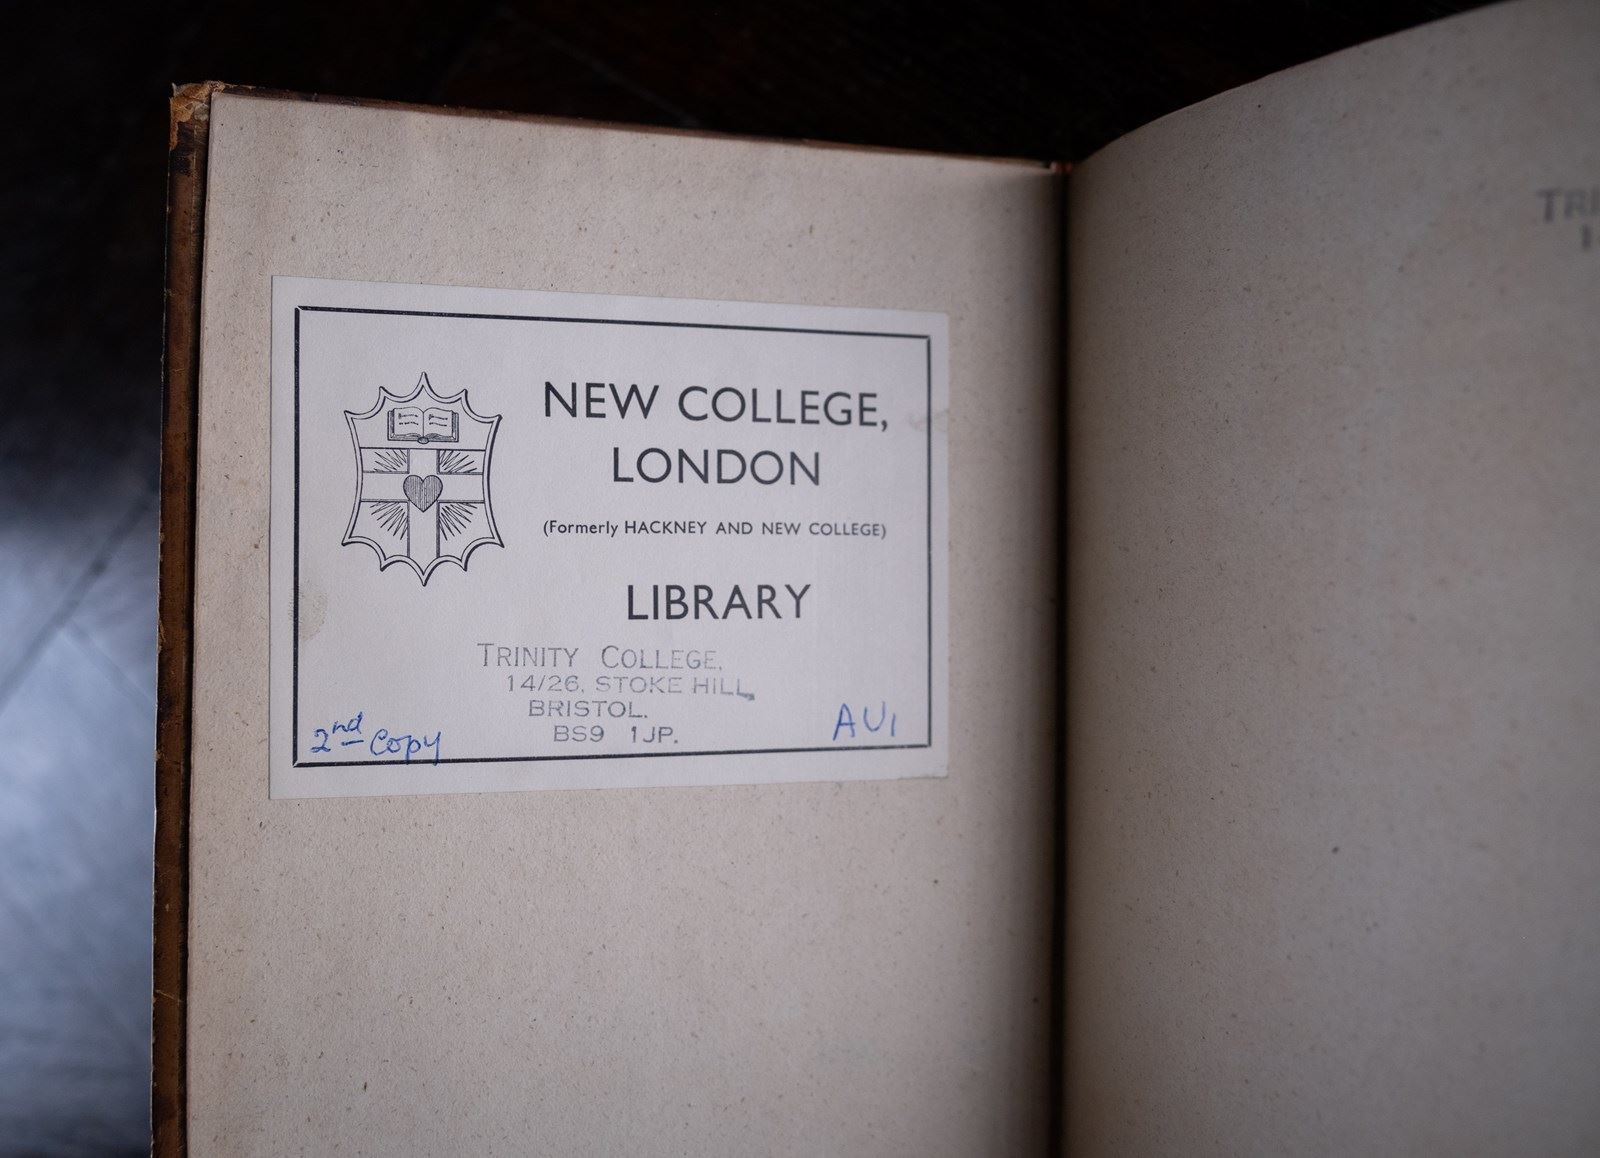 NEW COLLEGE,
LONDON
(Formerly HACKNEY AND NEW COLLEGE)
LIBRARY
TRINITY COLLEGE,
14/26, STOKE HILL,
BRISTOL.
BS9 1JP.
2nd Copy
AU1